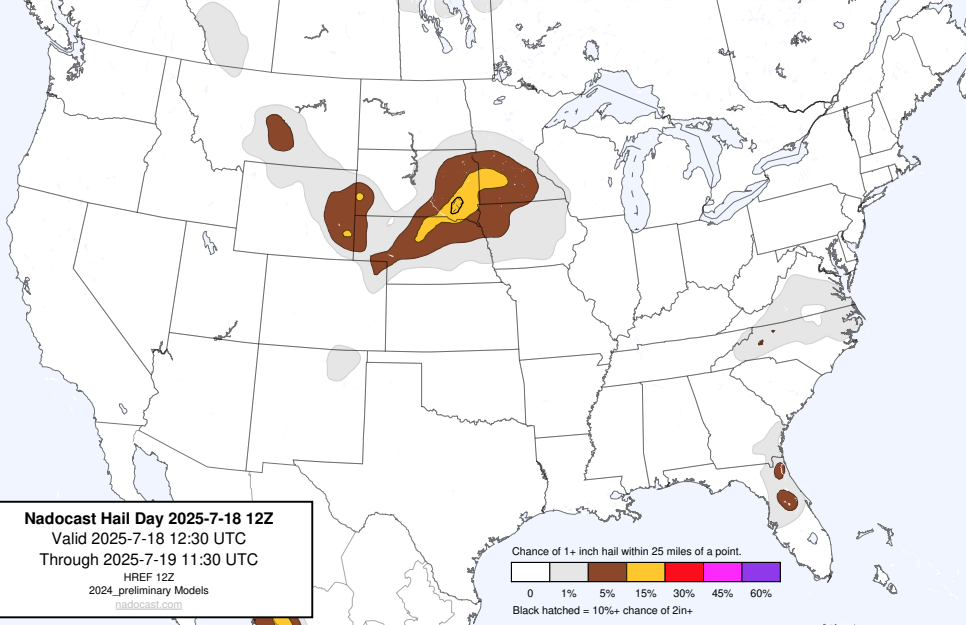 Nadocast Hail Day 2025-7-18 12Z
Valid 2025-7-18 12:30 UTC
Through 2025-7-19 11:30 UTC
HREF 12Z
2024_preliminary Models
nadocast.com
Chance of 1+ inch hail within 25 miles of a point.
0 1% 5% 15% 30% 45% 60%
Black hatched = 10%+ chance of 2in+